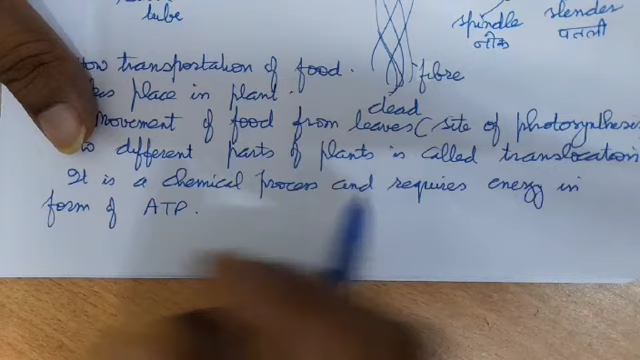 tube
spindle slender
नोक पतली
transportation of food.
fibre
place in plant.
dead
movement of food from leaves (site of photosynthesis
different parts of plants is called translocation
It is a chemical process and requires energy in
form of ATP.